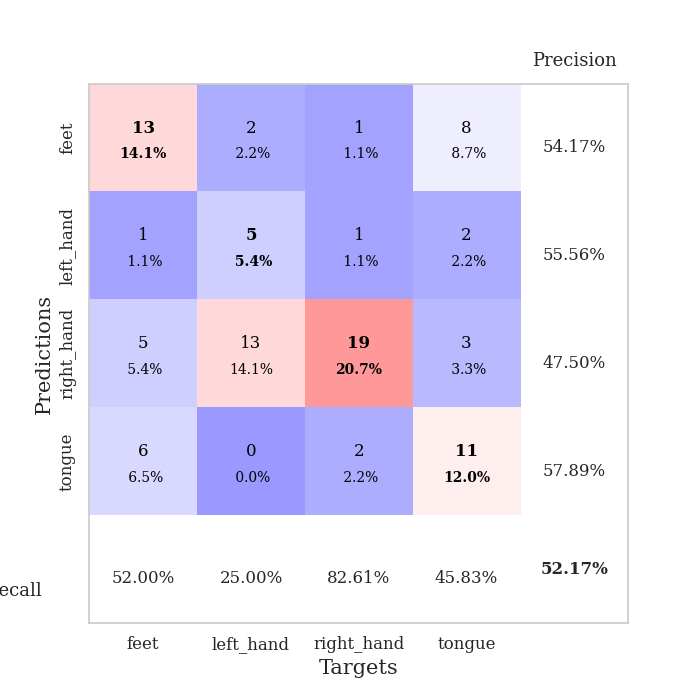 Precision
feet 13 2 1 8 54.17%
14.1% 2.2% 1.1% 8.7%
left_hand 1 5 1 2 55.56%
1.1% 5.4% 1.1% 2.2%
right_hand 5 13 19 3 47.50%
5.4% 14.1% 20.7% 3.3%
tongue 6 0 2 11 57.89%
6.5% 0.0% 2.2% 12.0%
Predictions
ecall 52.00% 25.00% 82.61% 45.83% 52.17%
feet left_hand right_hand tongue
Targets